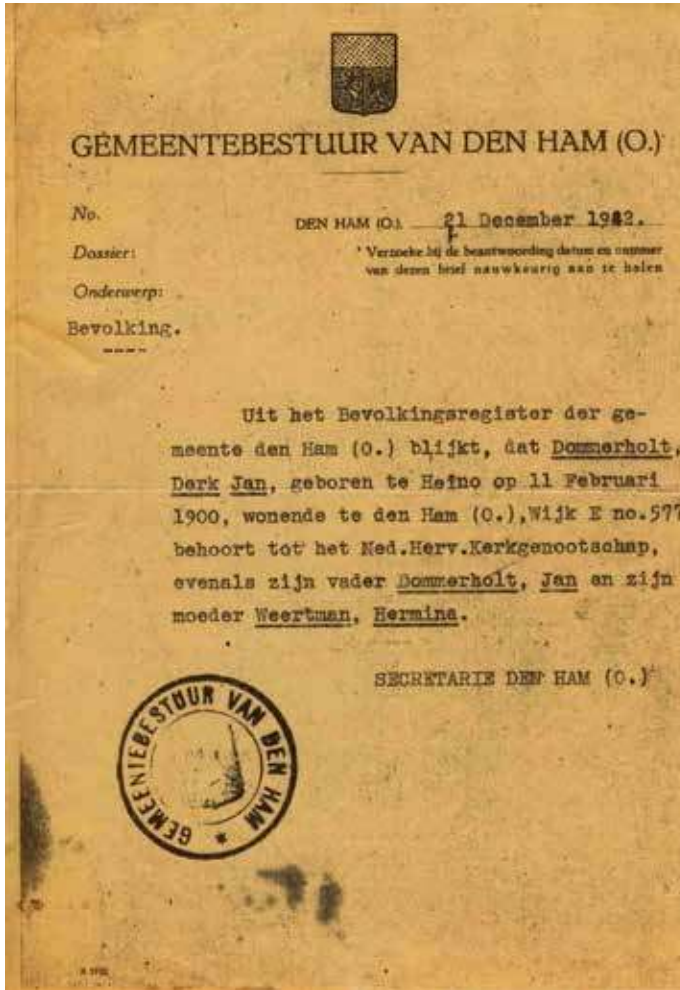 GEMEENTEBESTUUR VAN DEN HAM (O.)
No.
DEN HAM (O.), 21 December 1942.
Dossier:
Verzoeke bij de beantwoording datum en nummer
van dezen brief nauwkeurig aan te halen
Onderwerp:
Bevolking.
Uit het Bevolkingsregister der ge-
meente den Ham (O.) blijkt, dat Dommerholt,
Derk Jan, geboren te Heino op 11 Februari
1900, wonende te den Ham (O.),Wijk E no.577
behoort tot het Ned.Herv.Kerkgenootschap,
evenals zijn vader Dommerholt, Jan en zijn
moeder Weertman, Hermina.
SECRETARIE DEN HAM (O.)
GEMEENTEBESTUUR VAN DEN HAM